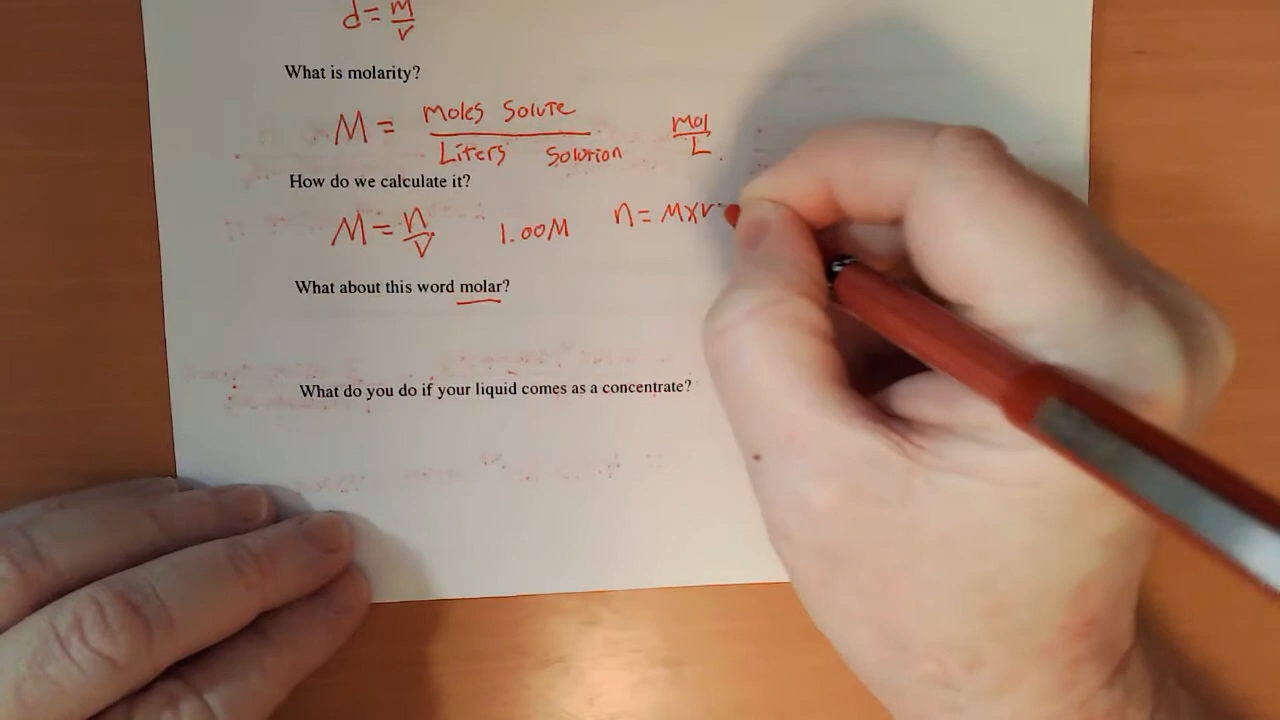 d = m/v
What is molarity?
M = Moles Solute / Liters Solution mol/L
How do we calculate it?
M = n/V 1.00M n = MxV
What about this word molar?
What do you do if your liquid comes as a concentrate?